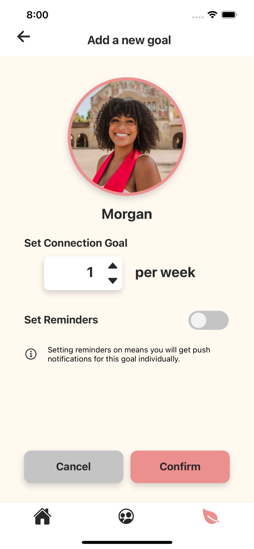 8:00
Add a new goal
Morgan
Set Connection Goal
1 per week
Set Reminders
Setting reminders on means you will get push
notifications for this goal individually.
Cancel Confirm